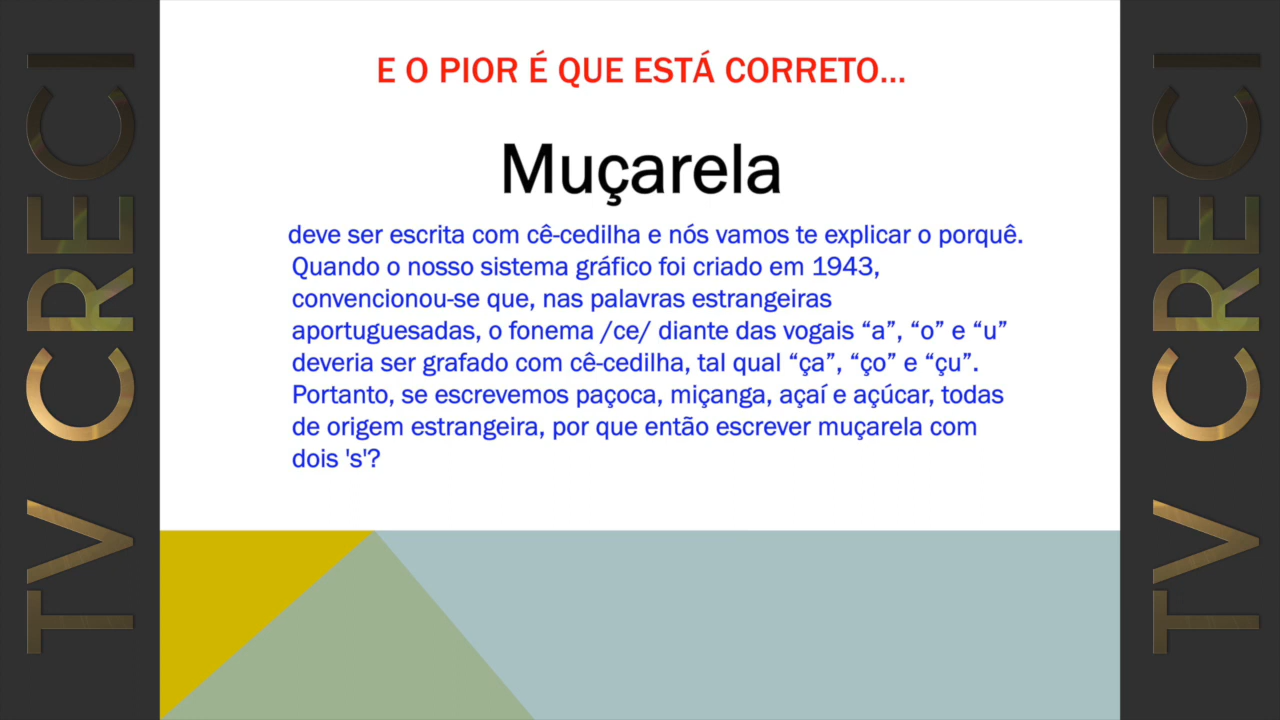 TV CRECI
E O PIOR É QUE ESTÁ CORRETO...
Muçarela
deve ser escrita com cê-cedilha e nós vamos te explicar o porquê.
Quando o nosso sistema gráfico foi criado em 1943,
convencionou-se que, nas palavras estrangeiras
aportuguesadas, o fonema /ce/ diante das vogais “a”, “o” e “u”
deveria ser grafado com cê-cedilha, tal qual “ça”, “ço” e “çu”.
Portanto, se escrevemos paçoca, miçanga, açaí e açúcar, todas
de origem estrangeira, por que então escrever muçarela com
dois 's'?
TV CRECI